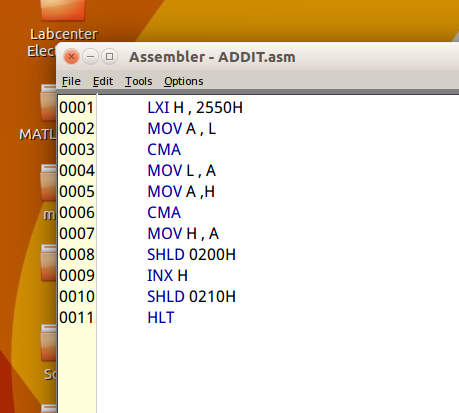 Labcenter
Elec
Assembler - ADDIT.asm
File Edit Tools Options
MATL
0001 LXI H , 2550H
0002 MOV A , L
0003 CMA
0004 MOV L , A
0005 MOV A ,H
0006 CMA
0007 MOV H , A
0008 SHLD 0200H
0009 INX H
0010 SHLD 0210H
0011 HLT
m